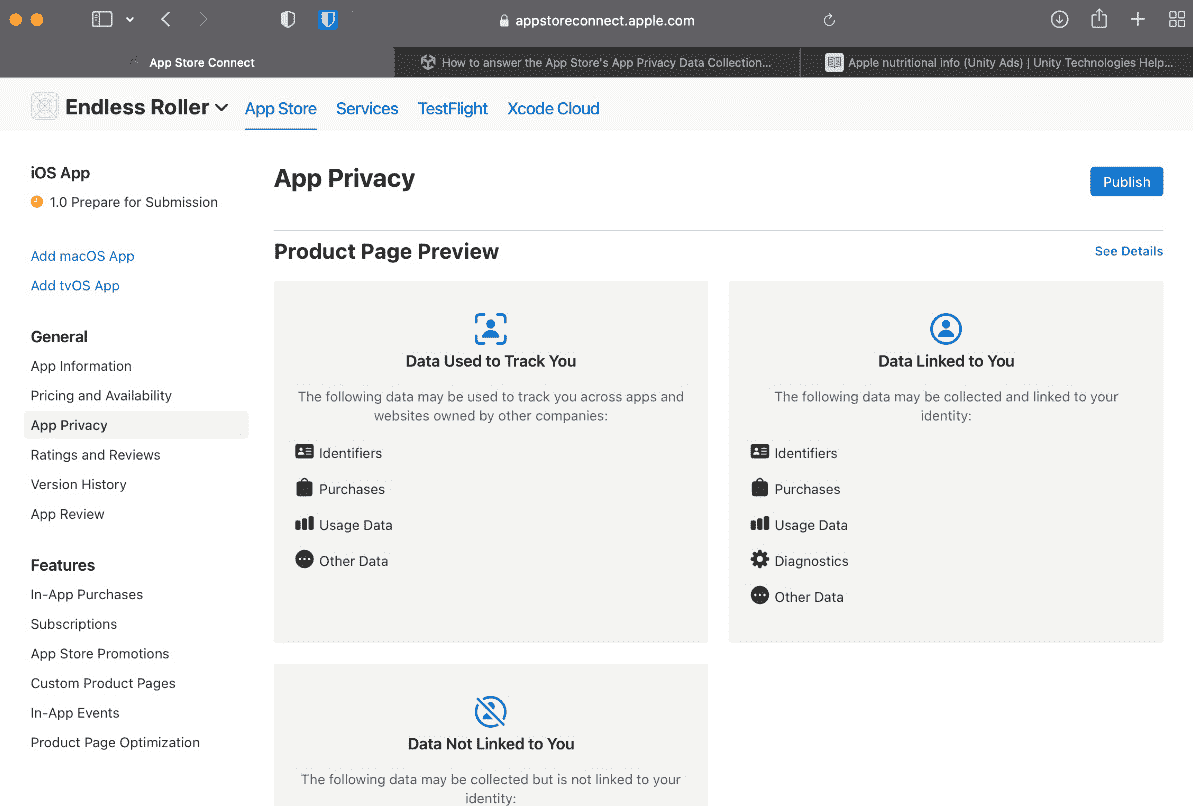 appstoreconnect.apple.com
App Store Connect
How to answer the App Store's App Privacy Data Collection...
Apple nutritional info (Unity Ads) | Unity Technologies Help...
Endless Roller
App Store
Services
TestFlight
Xcode Cloud
iOS App
1.0 Prepare for Submission
Add macOS App
Add tvOS App
General
App Information
Pricing and Availability
App Privacy
Ratings and Reviews
Version History
App Review
Features
In-App Purchases
Subscriptions
App Store Promotions
Custom Product Pages
In-App Events
Product Page Optimization
App Privacy
Publish
Product Page Preview
See Details
Data Used to Track You
The following data may be used to track you across apps and
websites owned by other companies:
Identifiers
Purchases
Usage Data
Other Data
Data Linked to You
The following data may be collected and linked to your
identity:
Identifiers
Purchases
Usage Data
Diagnostics
Other Data
Data Not Linked to You
The following data may be collected but is not linked to your
identity: